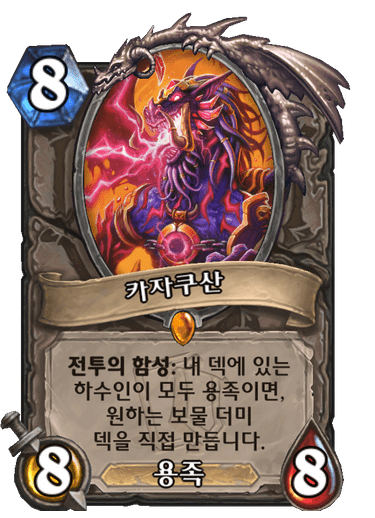 8
카자쿠산
전투의 함성: 내 덱에 있는
하수인이 모두 용족이면,
원하는 보물 더미
덱을 직접 만듭니다.
8
용족
8